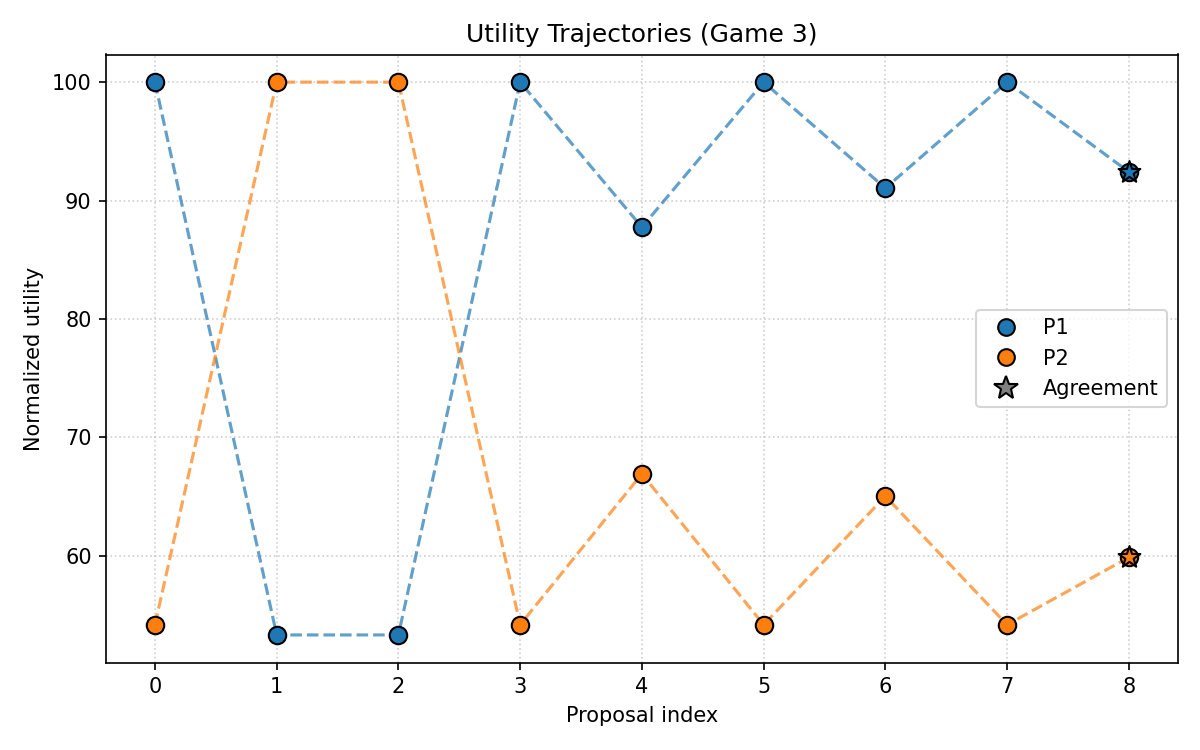 Utility Trajectories (Game 3)
Normalized utility
100
90
80
70
60
P1
P2
Agreement
0 1 2 3 4 5 6 7 8
Proposal index